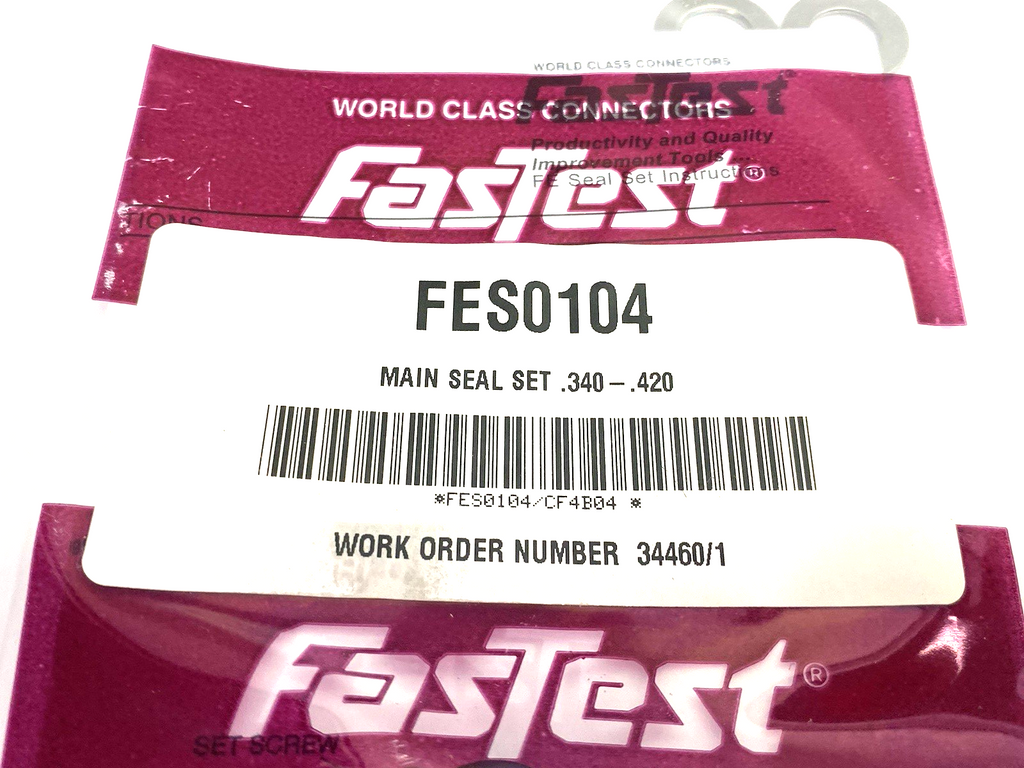 WORLD CLASS CONNECTORS
FasTest
WORLD CLASS CONNECTORS
Productivity and Quality
Improvement Tools ....
FE Seal Set Instructions
FasTest®
TIONS
FES0104
MAIN SEAL SET .340–.420
*FES0104/CF4B04 *
WORK ORDER NUMBER 34460/1
FasTest®
SET SCREW